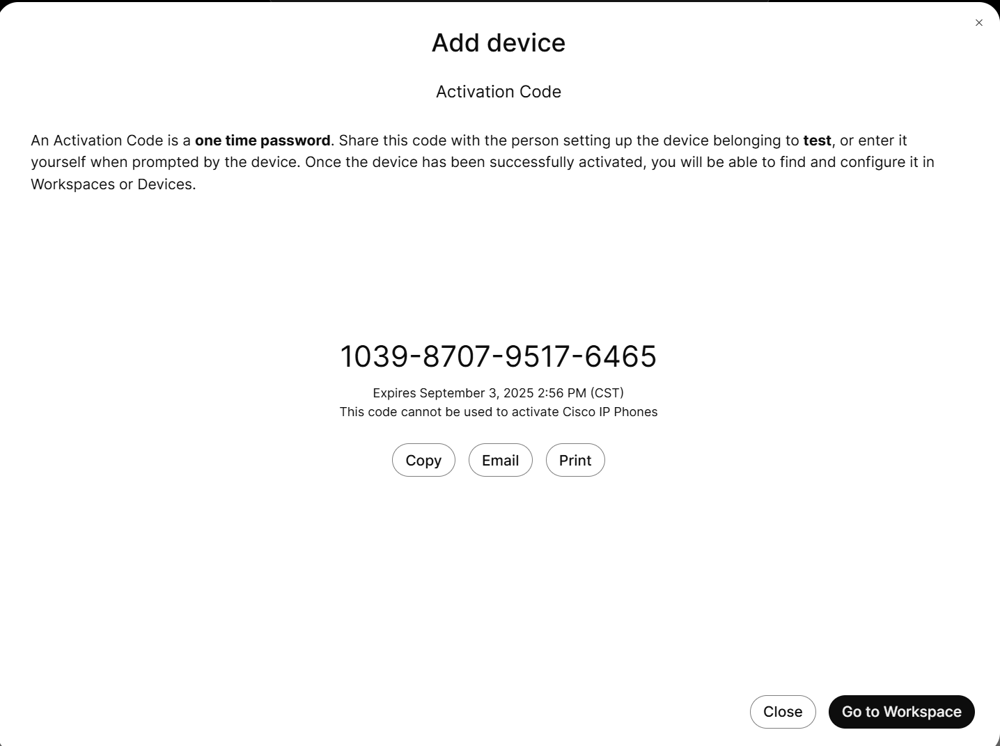 Add device
Activation Code
An Activation Code is a one time password. Share this code with the person setting up the device belonging to test, or enter it
yourself when prompted by the device. Once the device has been successfully activated, you will be able to find and configure it in
Workspaces or Devices.
1039-8707-9517-6465
Expires September 3, 2025 2:56 PM (CST)
This code cannot be used to activate Cisco IP Phones
Copy Email Print
Close Go to Workspace